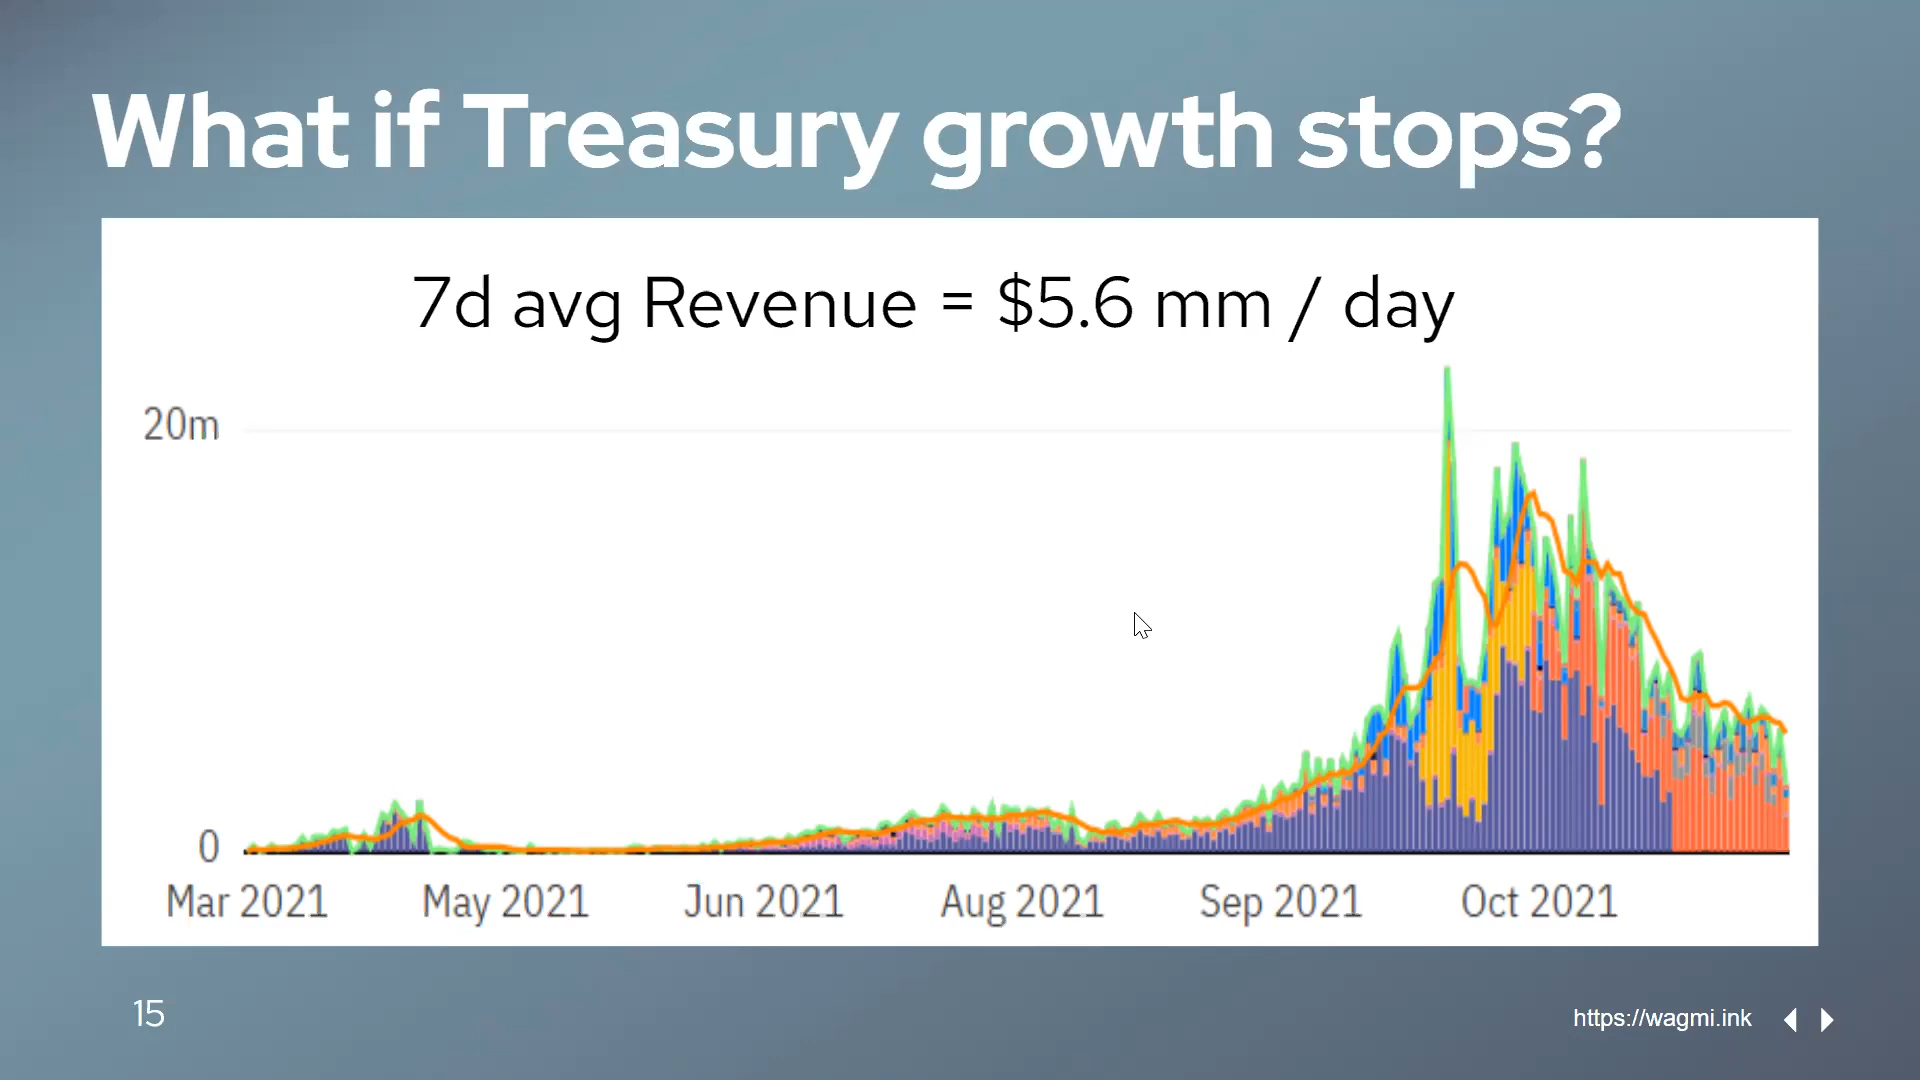 What if Treasury growth stops?
7d avg Revenue = $5.6 mm / day
20m
0
Mar 2021 May 2021 Jun 2021 Aug 2021 Sep 2021 Oct 2021
15
https://wagmi.ink